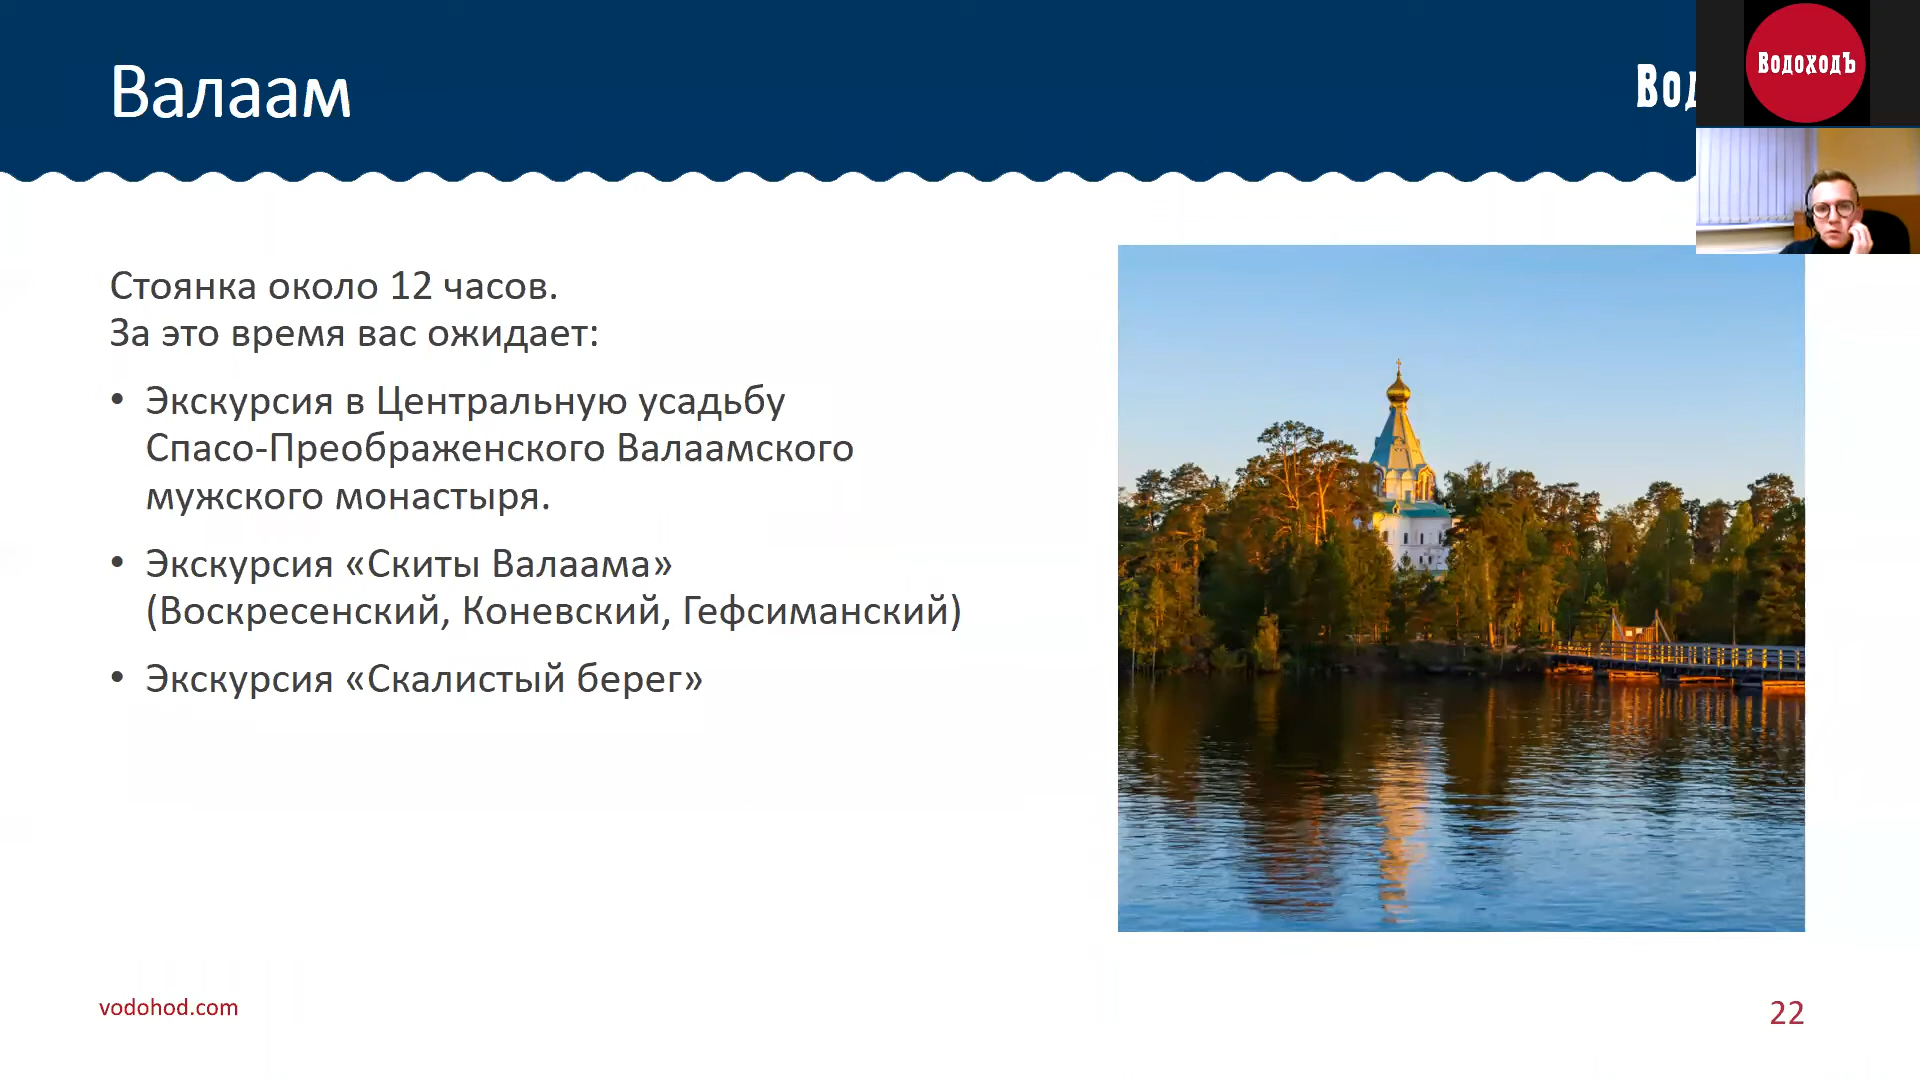 Валаам
ВодоходЪ
Стоянка около 12 часов.
За это время вас ожидает:
• Экскурсия в Центральную усадьбу
Спасо-Преображенского Валаамского
мужского монастыря.
• Экскурсия «Скиты Валаама»
(Воскресенский, Коневский, Гефсиманский)
• Экскурсия «Скалистый берег»
vodohod.com
22